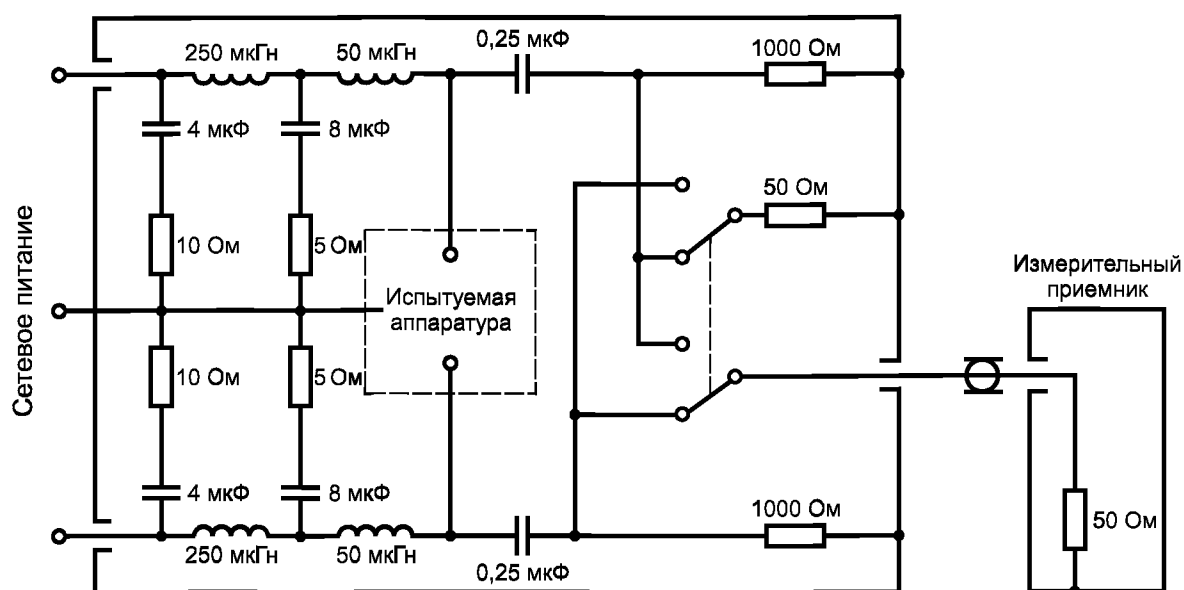 0,25 мкФ
1000 Ом
250 мкГн
50 мкГн
4 мкФ
8 мкФ
50 Ом
10 Ом
5 Ом
Сетевое питание
Испытуемая
аппаратура
Измерительный
приемник
10 Ом
5 Ом
4 мкФ
8 мкФ
1000 Ом
50 Ом
250 мкГн
50 мкГн
0,25 мкФ